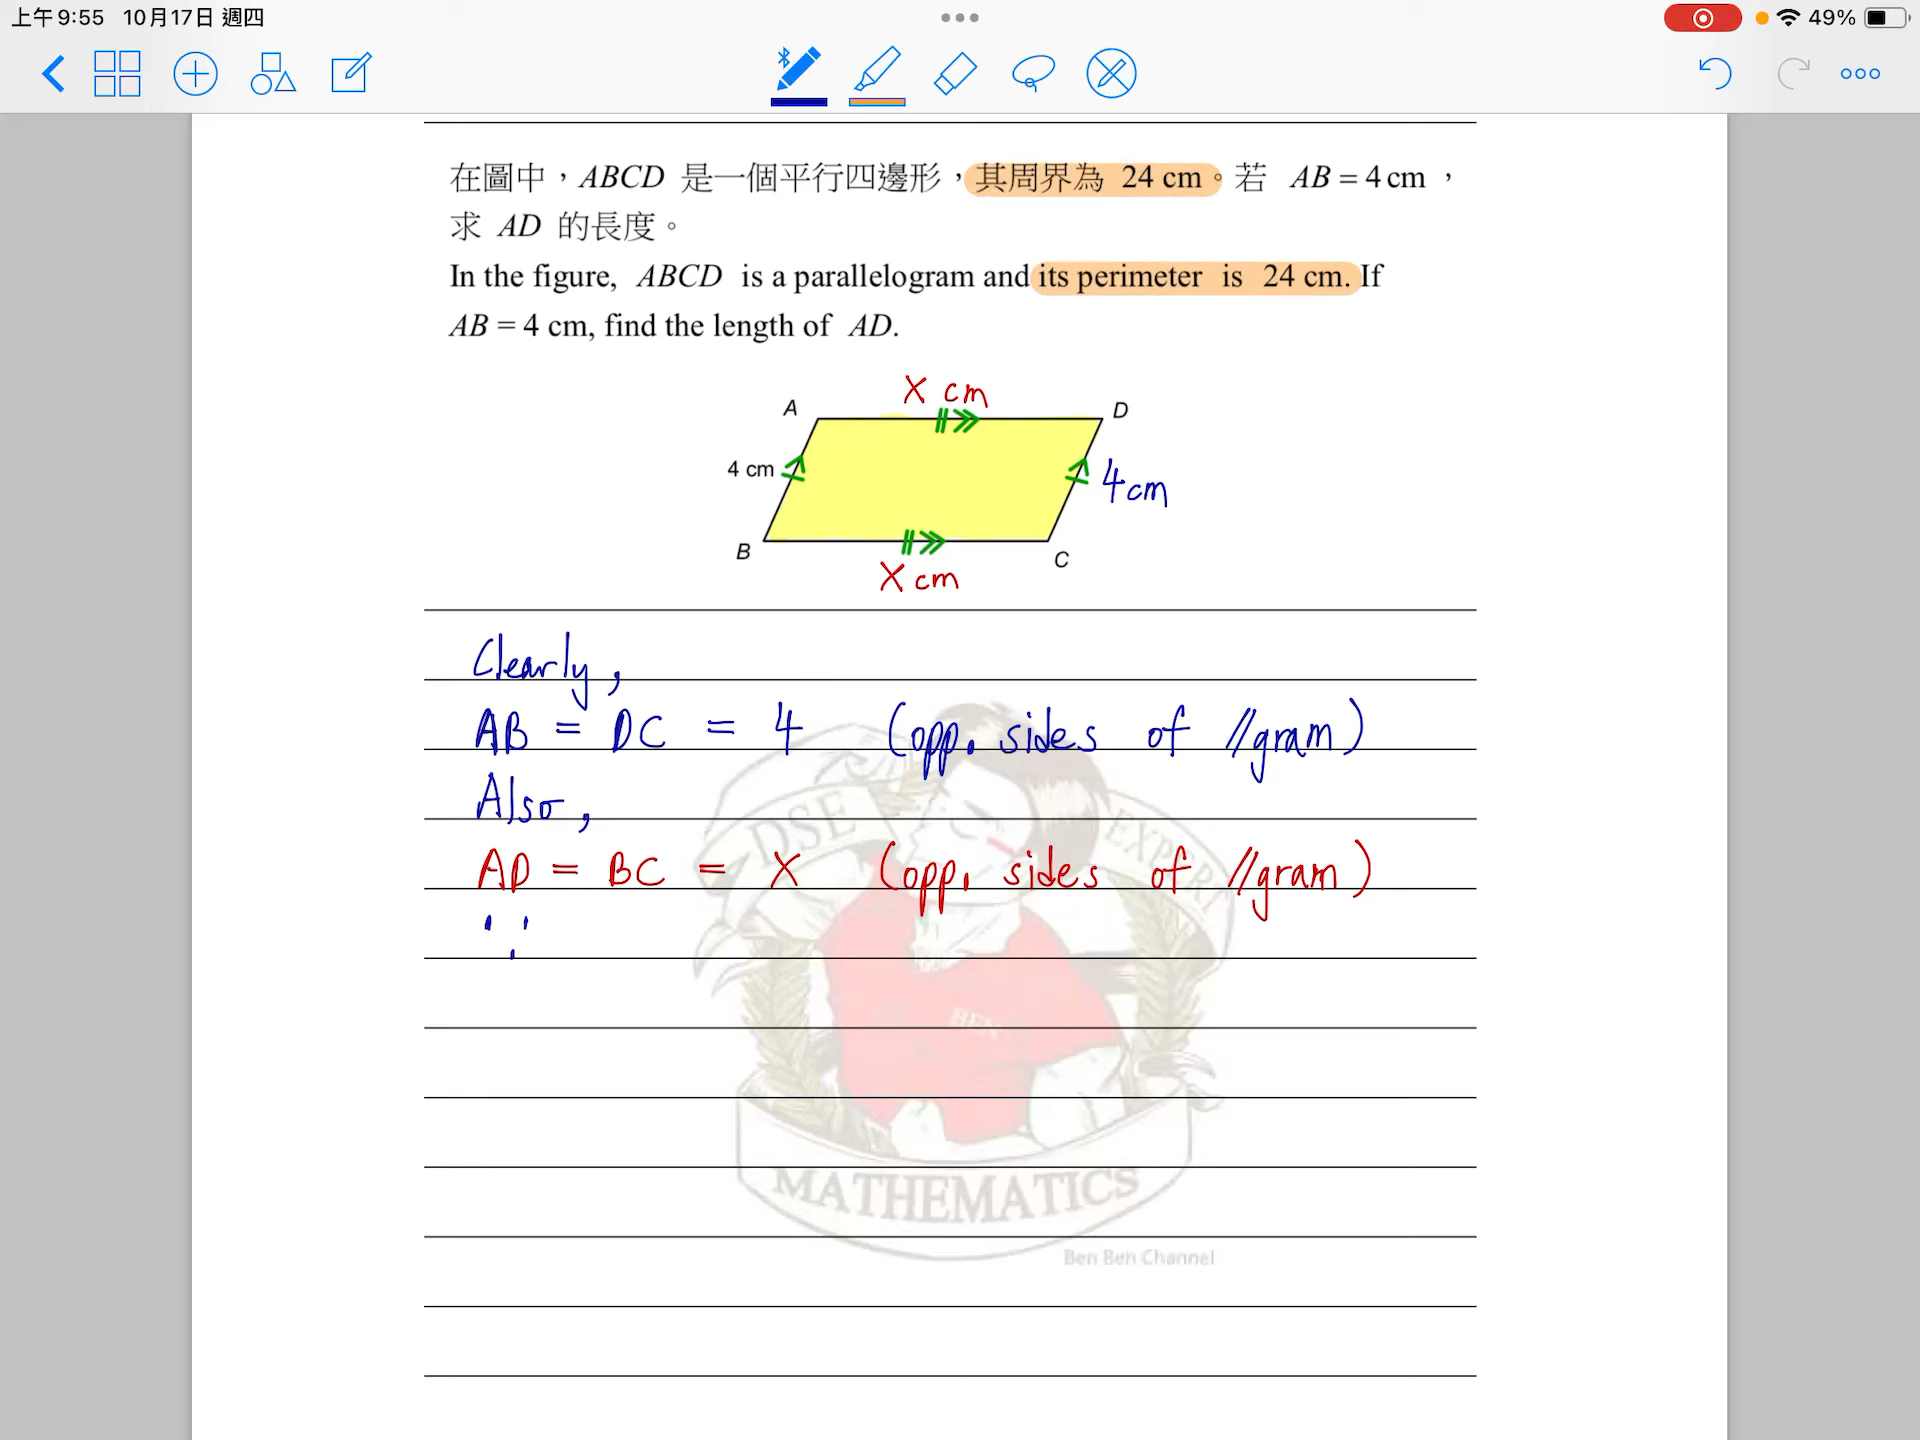 上午9:55 10月17日 週四
49%
在圖中，ABCD 是一個平行四邊形，其周界為 24 cm。若 AB = 4 cm，
求 AD 的長度。
In the figure, ABCD is a parallelogram and its perimeter is 24 cm. If
AB = 4 cm, find the length of AD.
X cm
A
D
4 cm
4cm
B
C
X cm
Clearly,
AB = DC = 4 (opp. sides of //gram)
Also,
AD = BC = X (opp. sides of //gram)
∵
DSE
EXPERT
BEN
MATHEMATICS
Ben Ben Channel